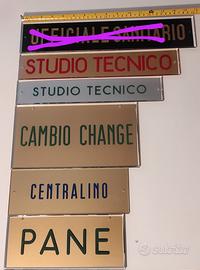 UFFICIALE SANITARIO
STUDIO TECNICO
STUDIO TECNICO
CAMBIO CHANGE
CENTRALINO
PANE
subito